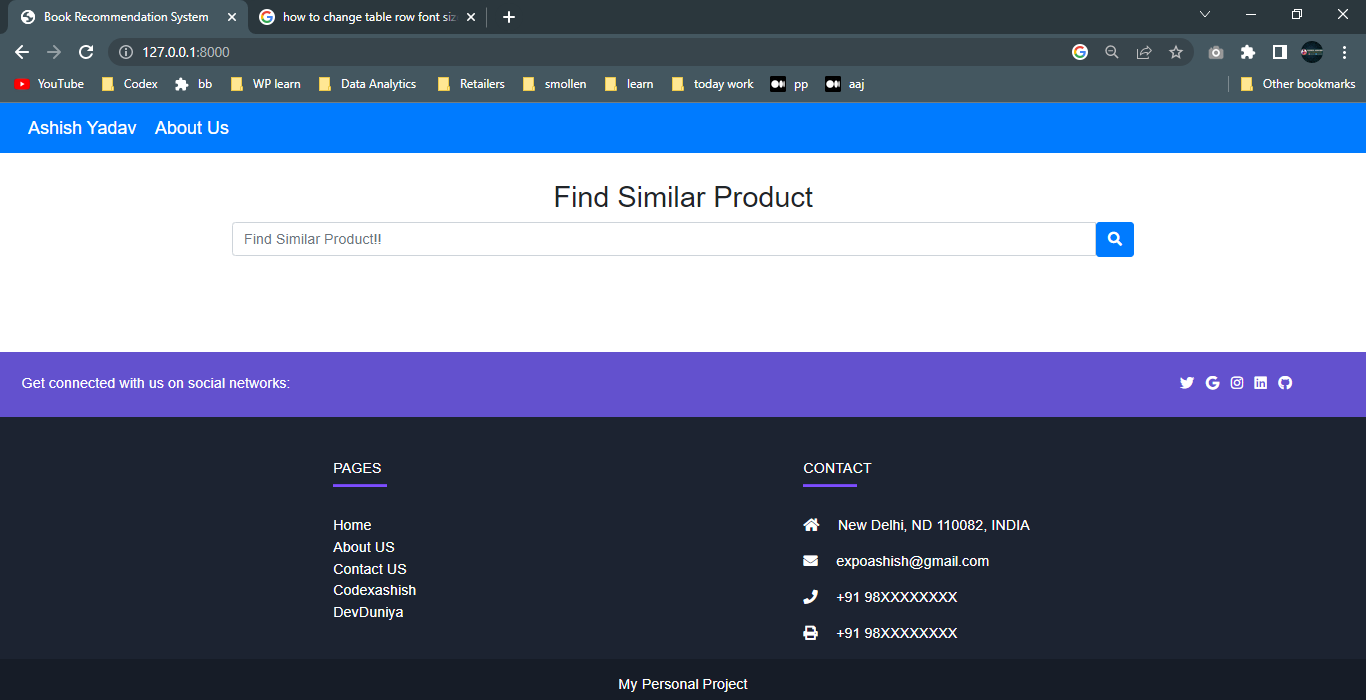 Book Recommendation System
how to change table row font siz
127.0.0.1:8000
YouTube Codex bb WP learn Data Analytics Retailers smollen learn today work pp aaj Other bookmarks
Ashish Yadav About Us
Find Similar Product
Find Similar Product!!
Get connected with us on social networks:
PAGES
Home
About US
Contact US
Codexashish
DevDuniya
CONTACT
New Delhi, ND 110082, INDIA
expoashish@gmail.com
+91 98XXXXXXXX
+91 98XXXXXXXX
My Personal Project